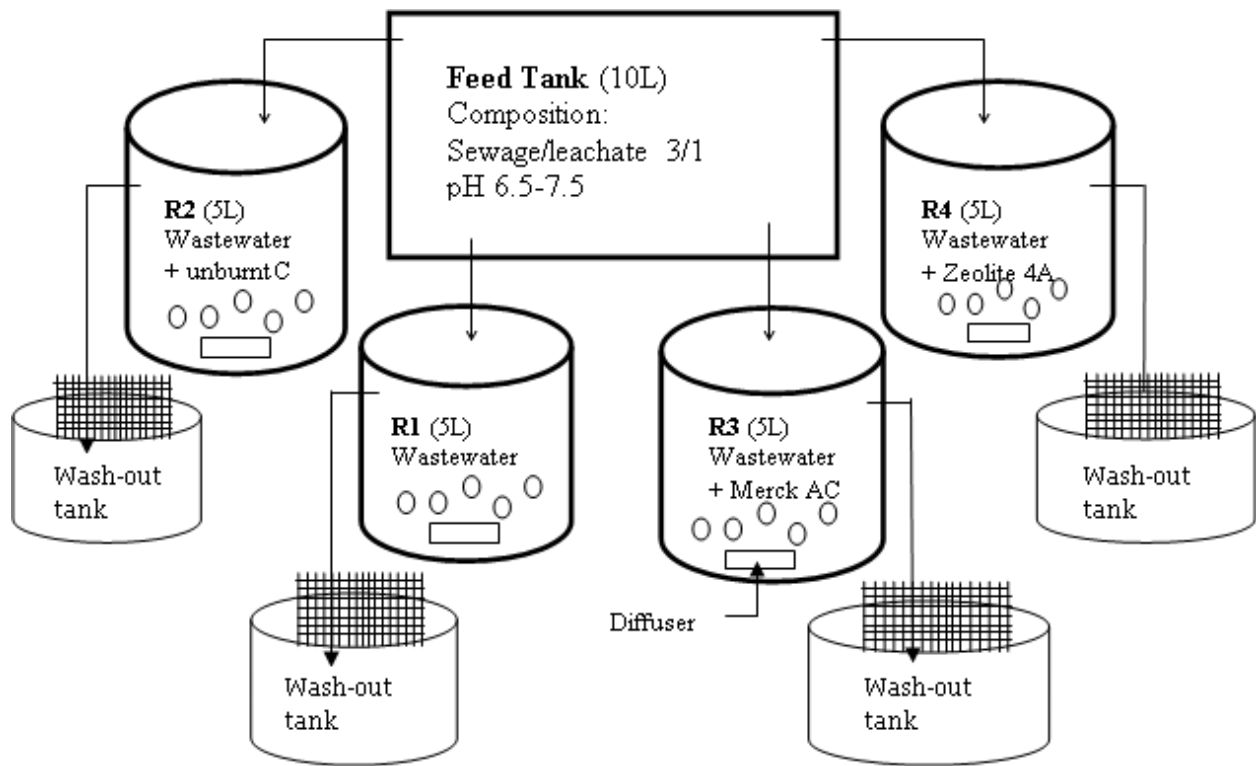 Feed Tank (10L)
Composition:
Sewage/leachate 3/1
pH 6.5-7.5
R2 (5L)
Wastewater
+ unburnt C
R4 (5L)
Wastewater
+ Zeolite 4A
R1 (5L)
Wastewater
R3 (5L)
Wastewater
+ Merck AC
Wash-out
tank
Wash-out
tank
Diffuser
Wash-out
tank
Wash-out
tank